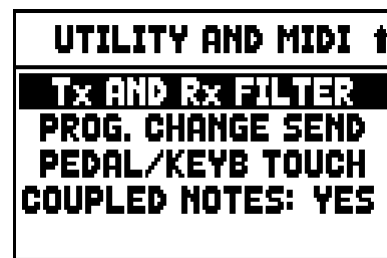 UTILITY AND MIDI
Tx AND Rx FILTER
PROG. CHANGE SEND
PEDAL/KEYB TOUCH
COUPLED NOTES: YES